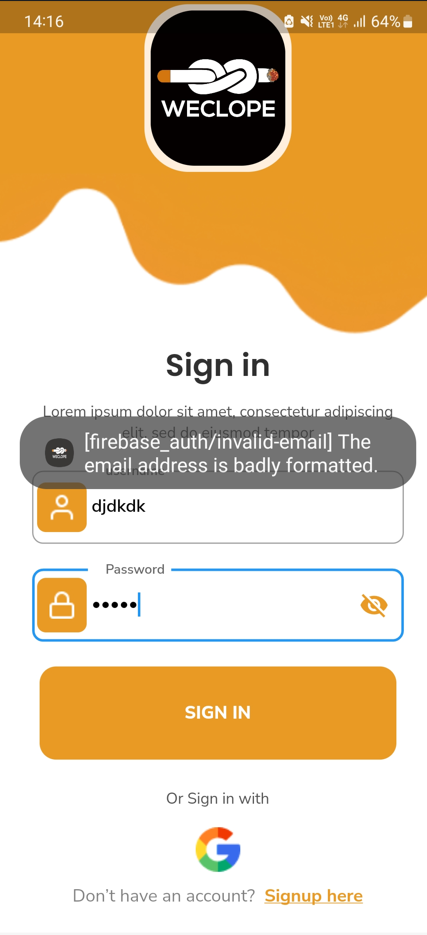 14:16
Vo)) 4G
LTE1
64%
WECLOPE
Sign in
Lorem ipsum dolor sit amet, consectetur adipiscing
elit, sed do eiusmod tempor
[firebase_auth/invalid-email] The
email address is badly formatted.
username
djdkdk
Password
•••••
SIGN IN
Or Sign in with
Don't have an account? Signup here